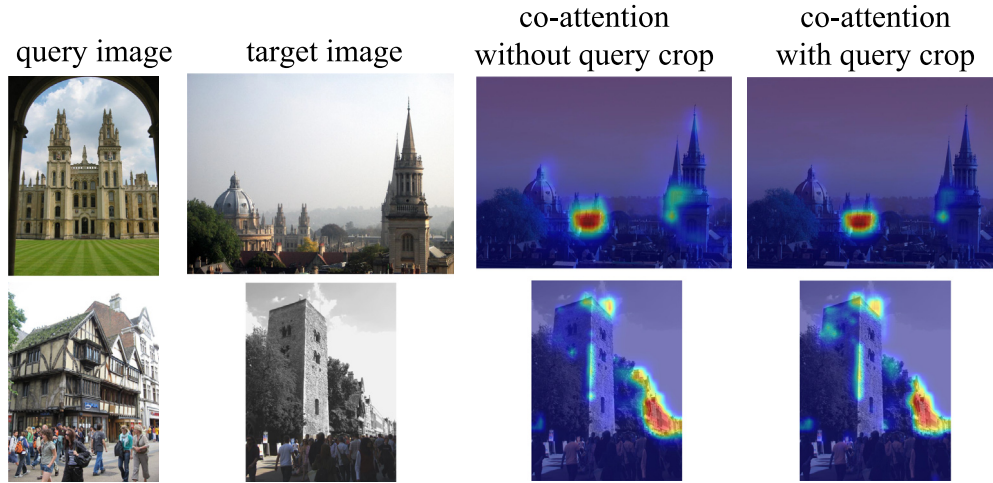 query image
target image
co-attention
without query crop
co-attention
with query crop